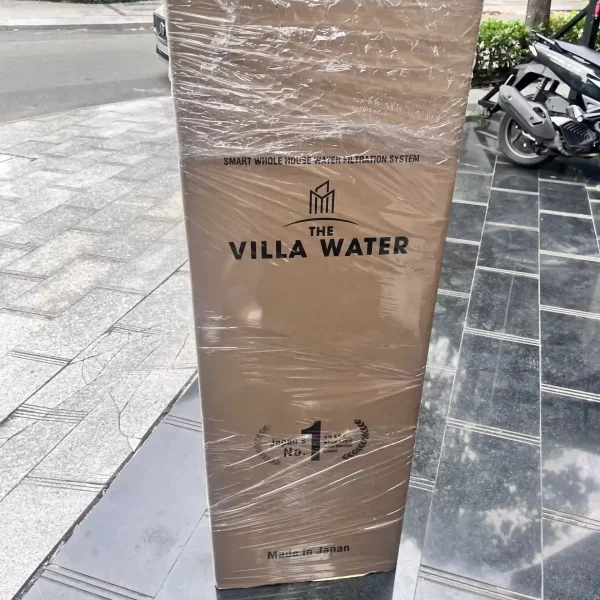 SMART WHOLE HOUSE WATER FILTRATION SYSTEM
THE
VILLA WATER
Japan's
No. 1
Made in Japan